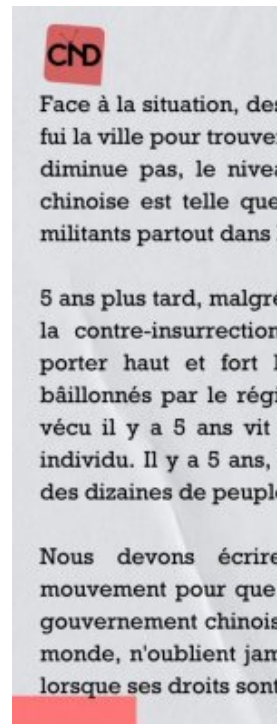 CND
Face à la situation, des
fui la ville pour trouver
diminue pas, le
chinoise est telle que
militants partout dans
5 ans plus tard, malgré
la contre-insurrection
porter haut et fort
bâillonnés par le
vécu il y a 5 ans vit
individu. Il y a 5 ans,
des dizaines de
Nous devons écrire
mouvement pour que
gouvernement
monde, n'oublient
lorsque ses droits sont